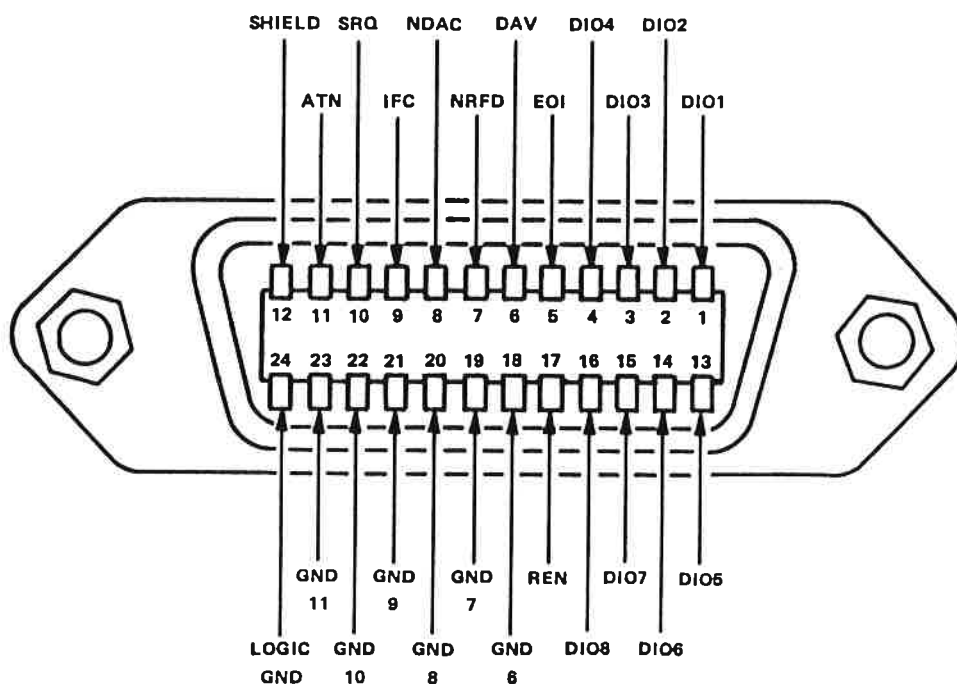 SHIELD SRQ NDAC DAV DIO4 DIO2
ATN IFC NRFD EOI DIO3 DIO1
12 11 10 9 8 7 6 5 4 3 2 1
24 23 22 21 20 19 18 17 16 15 14 13
GND 11 GND 9 GND 7 REN DIO7 DIO5
LOGIC GND GND 10 GND 8 GND 6 DIO8 DIO6